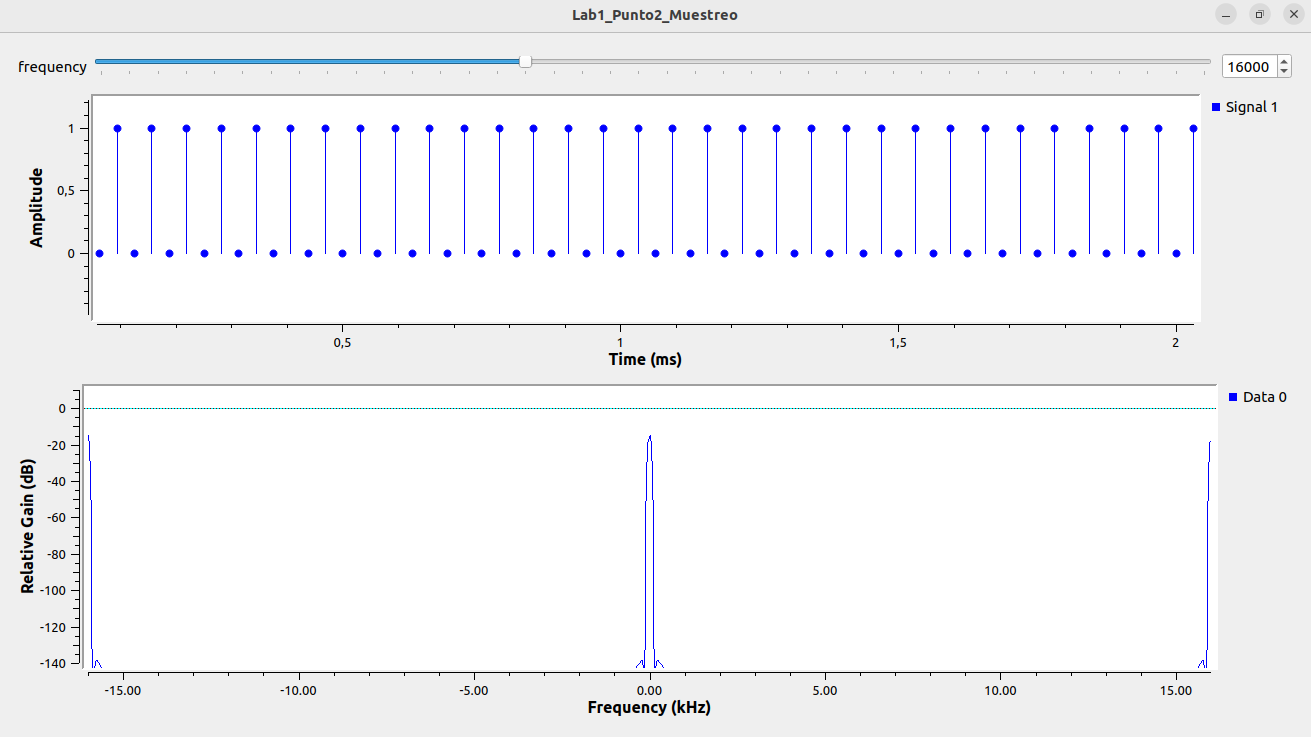 Lab1_Punto2_Muestreo
frequency
16000
Signal 1
Amplitude
1
0,5
0
0,5
1
1,5
2
Time (ms)
Data 0
Relative Gain (dB)
0
-20
-40
-60
-80
-100
-120
-140
-15.00
-10.00
-5.00
0.00
5.00
10.00
15.00
Frequency (kHz)